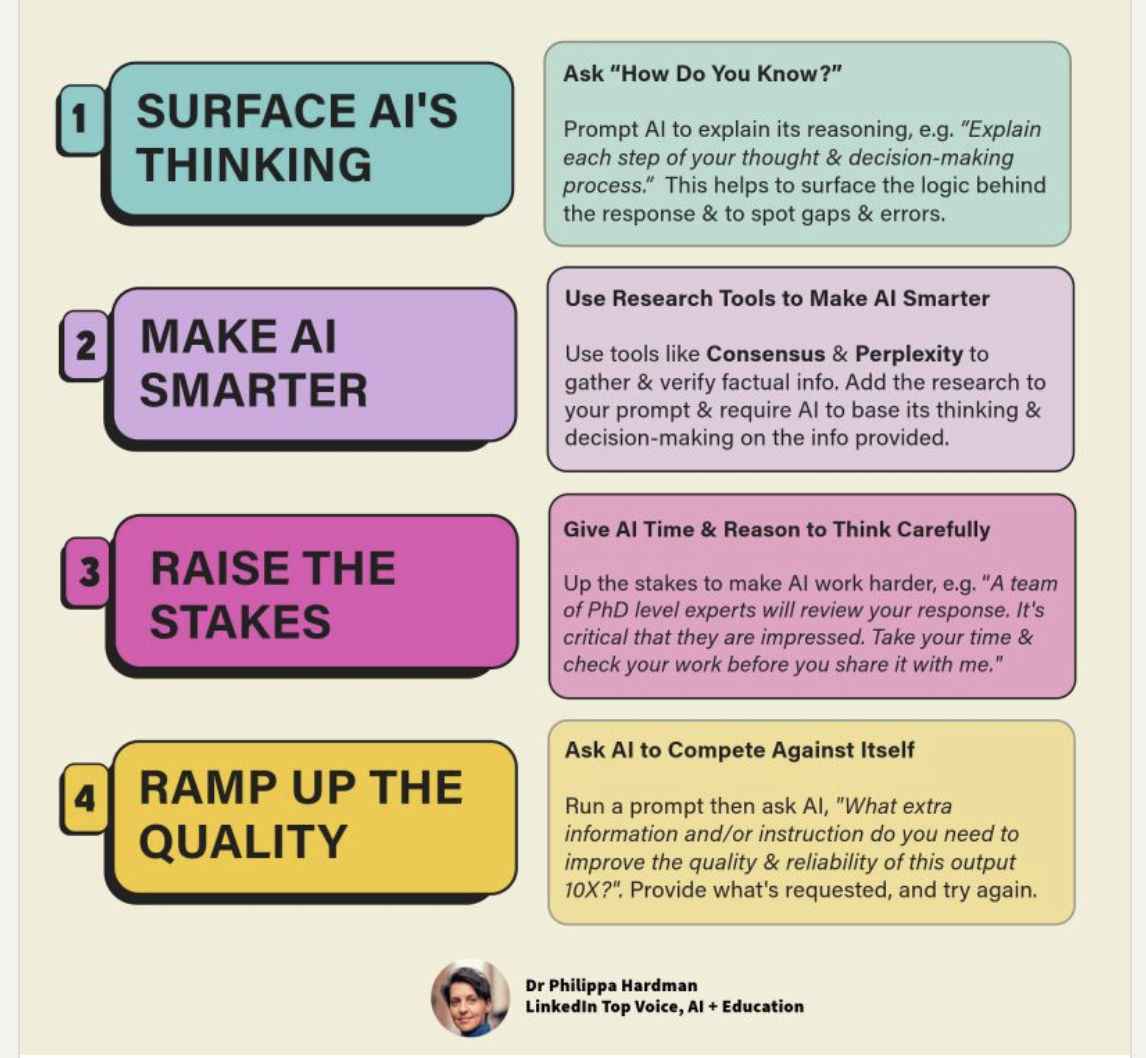 1
SURFACE AI'S
THINKING
Ask “How Do You Know?”
Prompt AI to explain its reasoning, e.g. “Explain
each step of your thought & decision-making
process.” This helps to surface the logic behind
the response & to spot gaps & errors.
2
MAKE AI
SMARTER
Use Research Tools to Make AI Smarter
Use tools like Consensus & Perplexity to
gather & verify factual info. Add the research to
your prompt & require AI to base its thinking &
decision-making on the info provided.
3
RAISE THE
STAKES
Give AI Time & Reason to Think Carefully
Up the stakes to make AI work harder, e.g. "A team
of PhD level experts will review your response. It's
critical that they are impressed. Take your time &
check your work before you share it with me."
4
RAMP UP THE
QUALITY
Ask AI to Compete Against Itself
Run a prompt then ask AI, "What extra
information and/or instruction do you need to
improve the quality & reliability of this output
10X?". Provide what's requested, and try again.
Dr Philippa Hardman
LinkedIn Top Voice, AI + Education